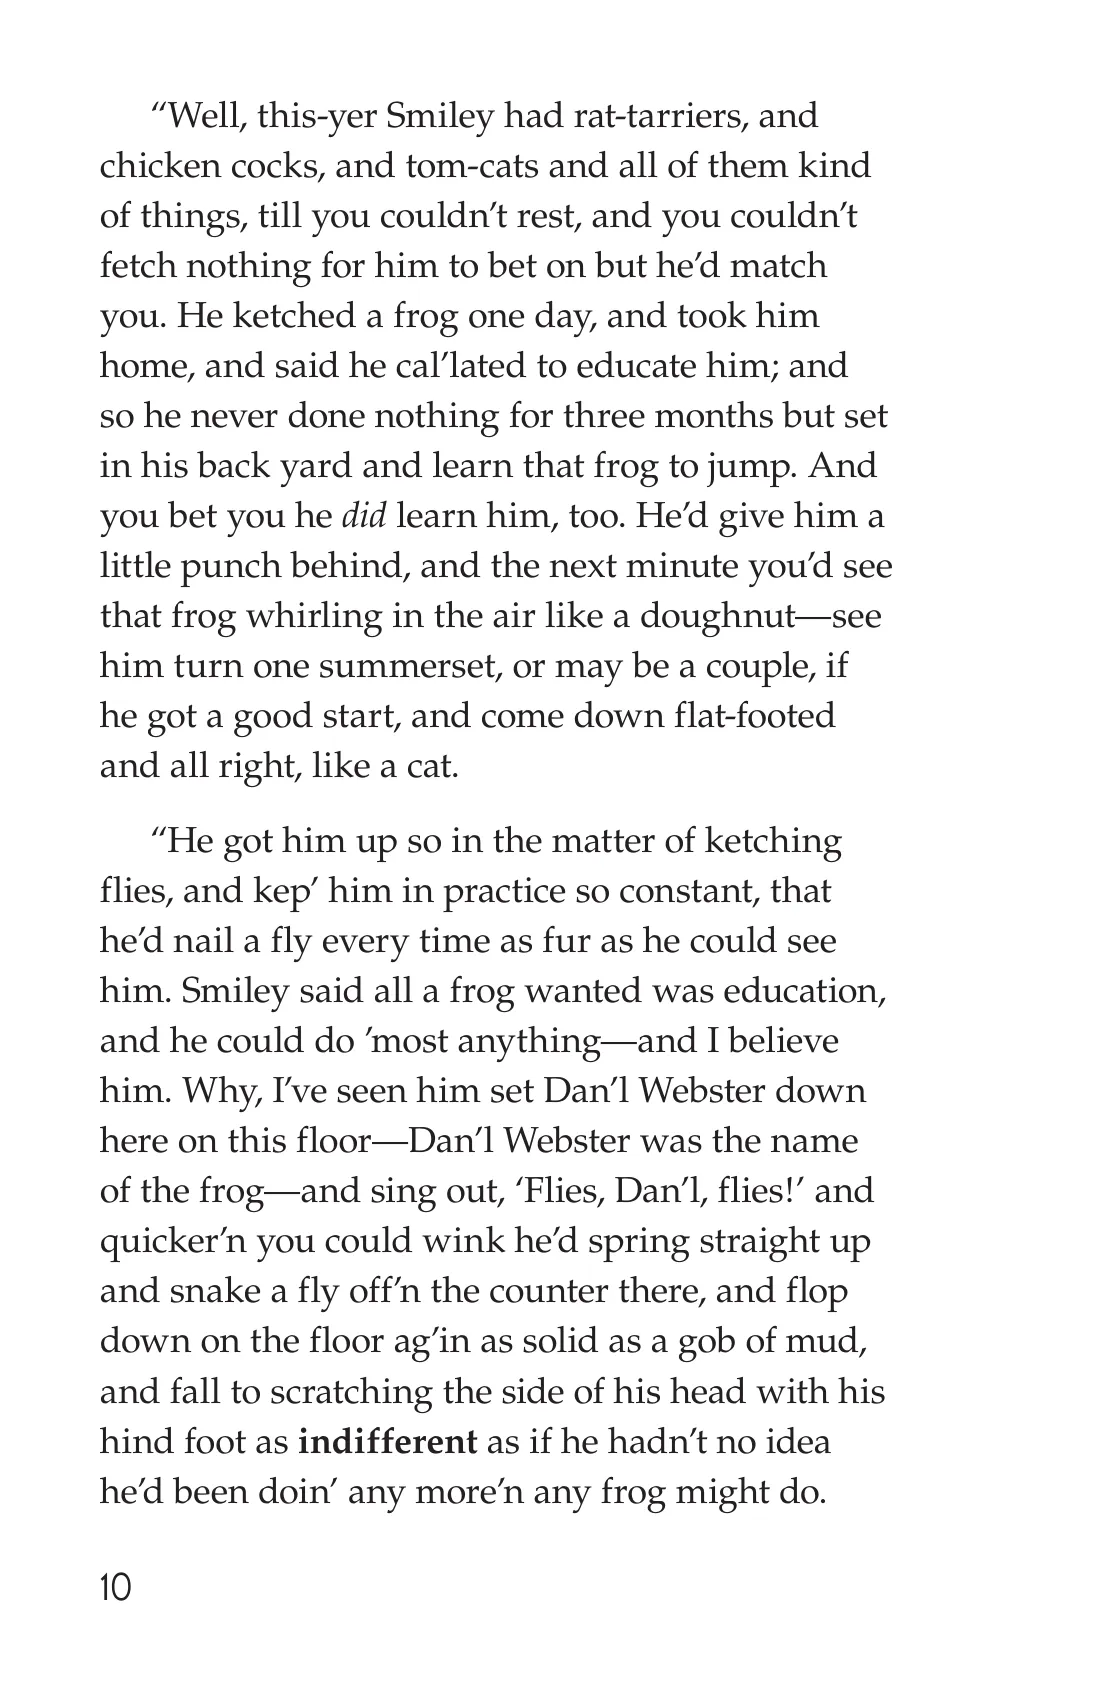 “Well, this-yer Smiley had rat-tarriers, and
chicken cocks, and tom-cats and all of them kind
of things, till you couldn’t rest, and you couldn’t
fetch nothing for him to bet on but he’d match
you. He ketched a frog one day, and took him
home, and said he cal’lated to educate him; and
so he never done nothing for three months but set
in his back yard and learn that frog to jump. And
you bet you he did learn him, too. He’d give him a
little punch behind, and the next minute you’d see
that frog whirling in the air like a doughnut—see
him turn one summerset, or may be a couple, if
he got a good start, and come down flat-footed
and all right, like a cat.
“He got him up so in the matter of ketching
flies, and kep’ him in practice so constant, that
he’d nail a fly every time as fur as he could see
him. Smiley said all a frog wanted was education,
and he could do ’most anything—and I believe
him. Why, I’ve seen him set Dan’l Webster down
here on this floor—Dan’l Webster was the name
of the frog—and sing out, ‘Flies, Dan’l, flies!’ and
quicker’n you could wink he’d spring straight up
and snake a fly off’n the counter there, and flop
down on the floor ag’in as solid as a gob of mud,
and fall to scratching the side of his head with his
hind foot as indifferent as if he hadn’t no idea
he’d been doin’ any more’n any frog might do.
10